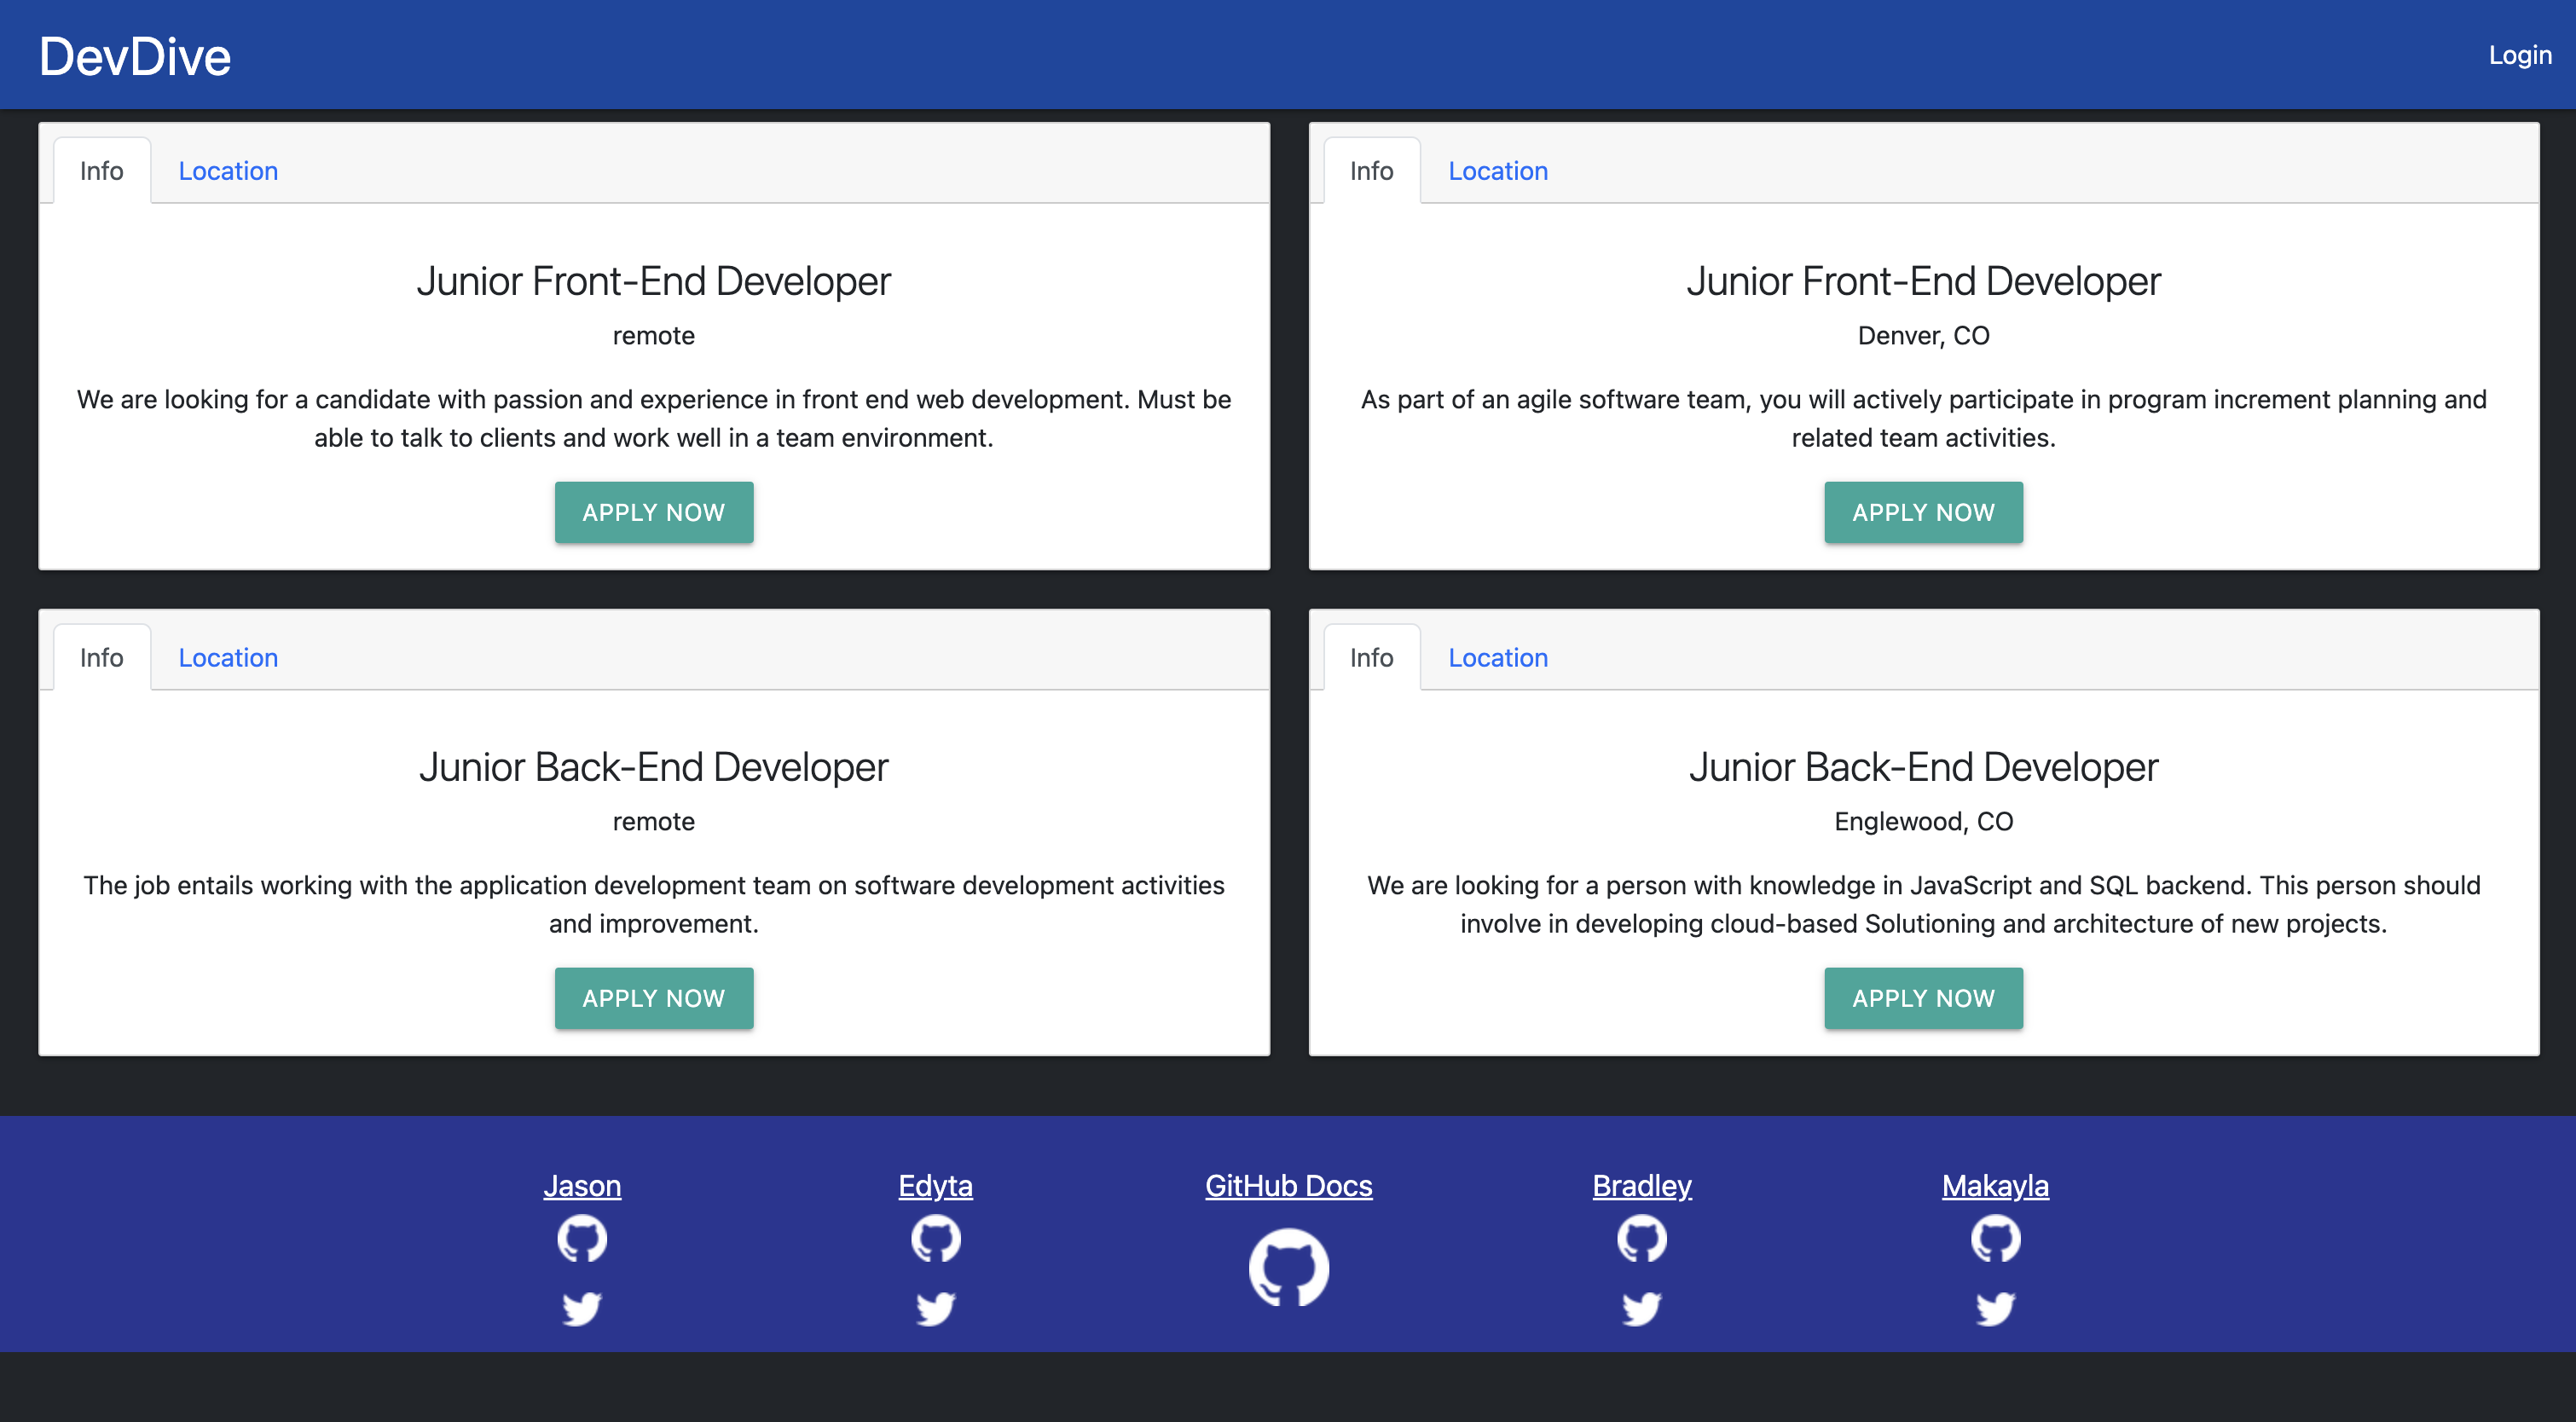 DevDive
Login
Info
Location
Junior Front-End Developer
remote
We are looking for a candidate with passion and experience in front end web development. Must be
able to talk to clients and work well in a team environment.
APPLY NOW
Info
Location
Junior Front-End Developer
Denver, CO
As part of an agile software team, you will actively participate in program increment planning and
related team activities.
APPLY NOW
Info
Location
Junior Back-End Developer
remote
The job entails working with the application development team on software development activities
and improvement.
APPLY NOW
Info
Location
Junior Back-End Developer
Englewood, CO
We are looking for a person with knowledge in JavaScript and SQL backend. This person should
involve in developing cloud-based Solutioning and architecture of new projects.
APPLY NOW
Jason
Edyta
GitHub Docs
Bradley
Makayla